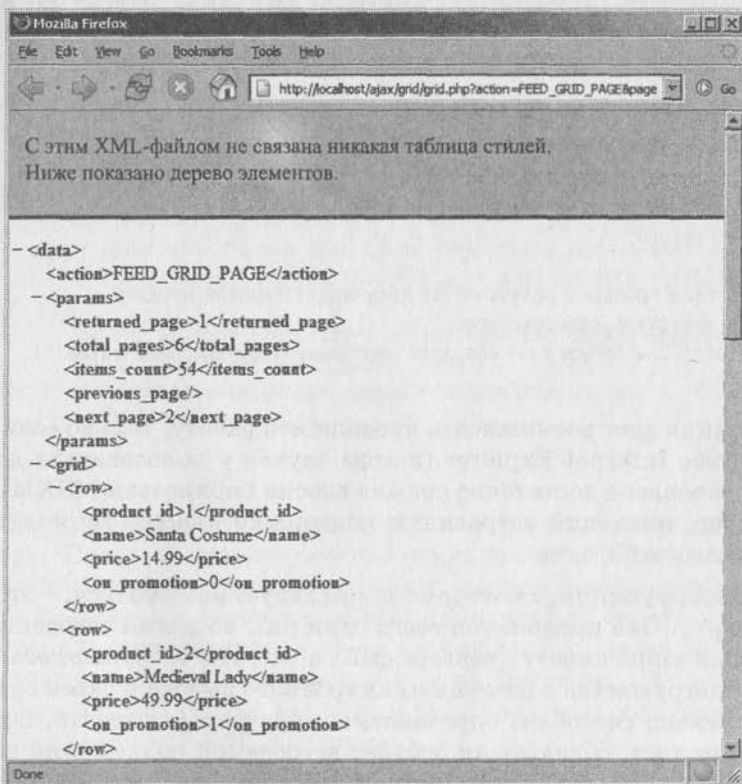 Mozilla Firefox
File Edit View Go Bookmarks Tools Help
http://localhost/ajax/grid/grid.php?action=FEED_GRID_PAGE&page Go
С этим XML-файлом не связана никакая таблица стилей.
Ниже показано дерево элементов.
− <data>
<action>FEED_GRID_PAGE</action>
− <params>
<returned_page>1</returned_page>
<total_pages>6</total_pages>
<items_count>54</items_count>
<previous_page/>
<next_page>2</next_page>
</params>
− <grid>
− <row>
<product_id>1</product_id>
<name>Santa Costume</name>
<price>14.99</price>
<on_promotion>0</on_promotion>
</row>
− <row>
<product_id>2</product_id>
<name>Medieval Lady</name>
<price>49.99</price>
<on_promotion>1</on_promotion>
</row>
Done